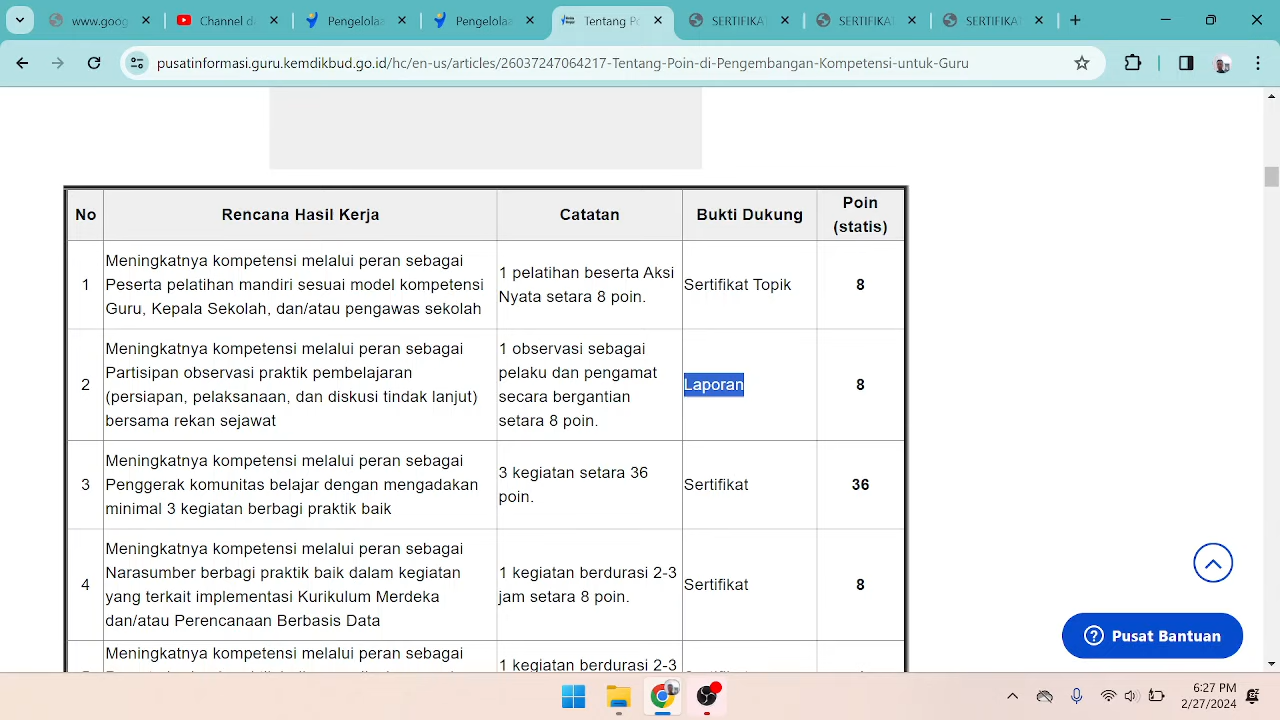 www.goog
Channel d
Pengelola
Pengelola
Tentang Po
SERTIFIKA
SERTIFIKA
SERTIFIKA
pusatinformasi.guru.kemdikbud.go.id/hc/en-us/articles/26037247064217-Tentang-Poin-di-Pengembangan-Kompetensi-untuk-Guru
No
Rencana Hasil Kerja
Catatan
Bukti Dukung
Poin
(statis)
1
Meningkatnya kompetensi melalui peran sebagai
Peserta pelatihan mandiri sesuai model kompetensi
Guru, Kepala Sekolah, dan/atau pengawas sekolah
1 pelatihan beserta Aksi
Nyata setara 8 poin.
Sertifikat Topik
8
2
Meningkatnya kompetensi melalui peran sebagai
Partisipan observasi praktik pembelajaran
(persiapan, pelaksanaan, dan diskusi tindak lanjut)
bersama rekan sejawat
1 observasi sebagai
pelaku dan pengamat
secara bergantian
setara 8 poin.
Laporan
8
3
Meningkatnya kompetensi melalui peran sebagai
Penggerak komunitas belajar dengan mengadakan
minimal 3 kegiatan berbagi praktik baik
3 kegiatan setara 36
poin.
Sertifikat
36
4
Meningkatnya kompetensi melalui peran sebagai
Narasumber berbagi praktik baik dalam kegiatan
yang terkait implementasi Kurikulum Merdeka
dan/atau Perencanaan Berbasis Data
1 kegiatan berdurasi 2-3
jam setara 8 poin.
Sertifikat
8
Meningkatnya kompetensi melalui peran sebagai
1 kegiatan berdurasi 2-3
Pusat Bantuan
6:27 PM
2/27/2024